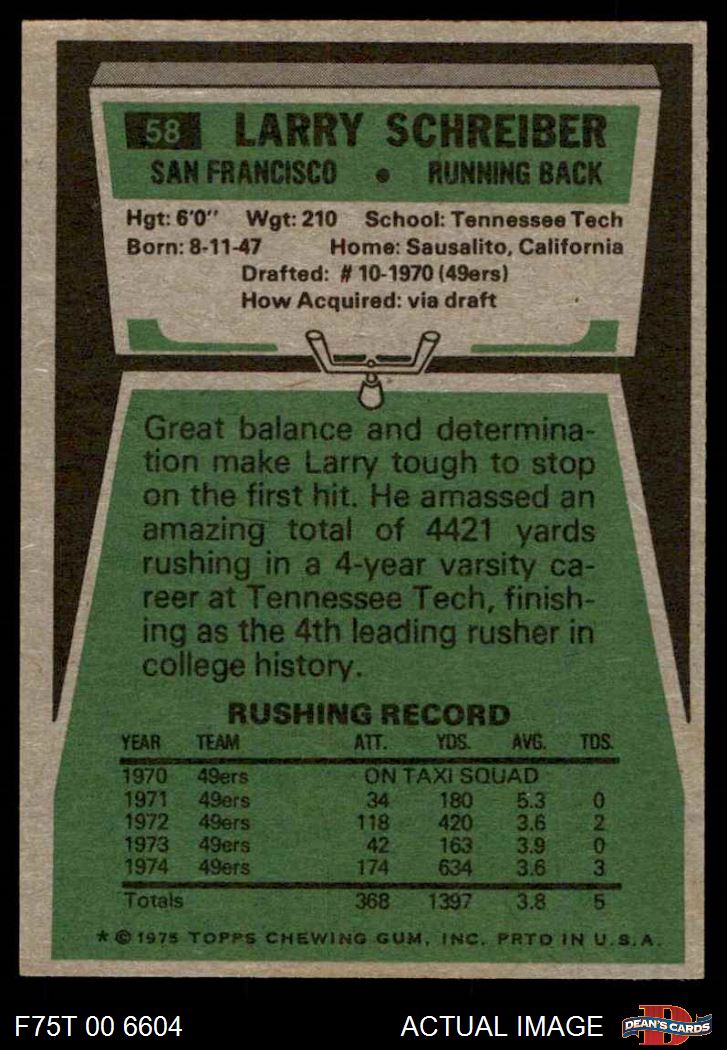 58 LARRY SCHREIBER
SAN FRANCISCO • RUNNING BACK
Hgt: 6'0" Wgt: 210 School: Tennessee Tech
Born: 8-11-47 Home: Sausalito, California
Drafted: # 10-1970 (49ers)
How Acquired: via draft
Great balance and determina-
tion make Larry tough to stop
on the first hit. He amassed an
amazing total of 4421 yards
rushing in a 4-year varsity ca-
reer at Tennessee Tech, finish-
ing as the 4th leading rusher in
college history.
RUSHING RECORD
YEAR TEAM ATT. YDS. AVG. TDS.
1970 49ers ON TAXI SQUAD
1971 49ers 34 180 5.3 0
1972 49ers 118 420 3.6 2
1973 49ers 42 163 3.9 0
1974 49ers 174 634 3.6 3
Totals 368 1397 3.8 5
* © 1975 TOPPS CHEWING GUM, INC. PRTD IN U.S.A.
F75T 00 6604 ACTUAL IMAGE D DEAN'S CARDS